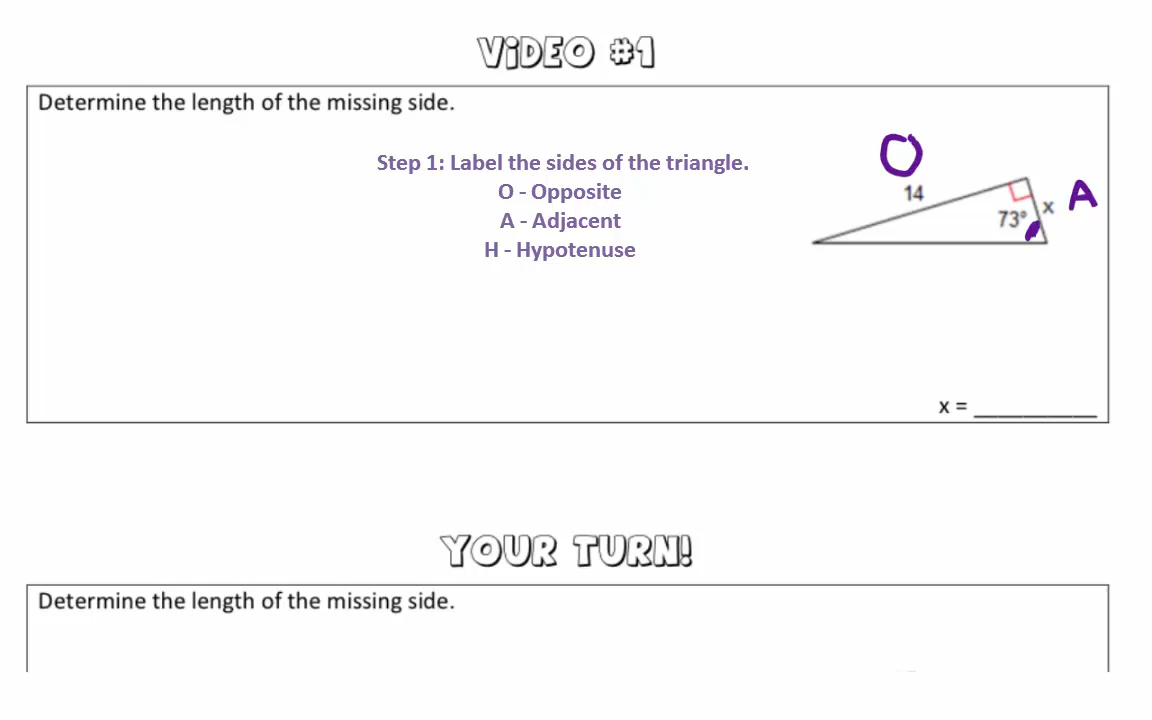 VIDEO #1
Determine the length of the missing side.
Step 1: Label the sides of the triangle.
O - Opposite
A - Adjacent
H - Hypotenuse
O
14
73°
x
A
x = ___________
YOUR TURN!
Determine the length of the missing side.